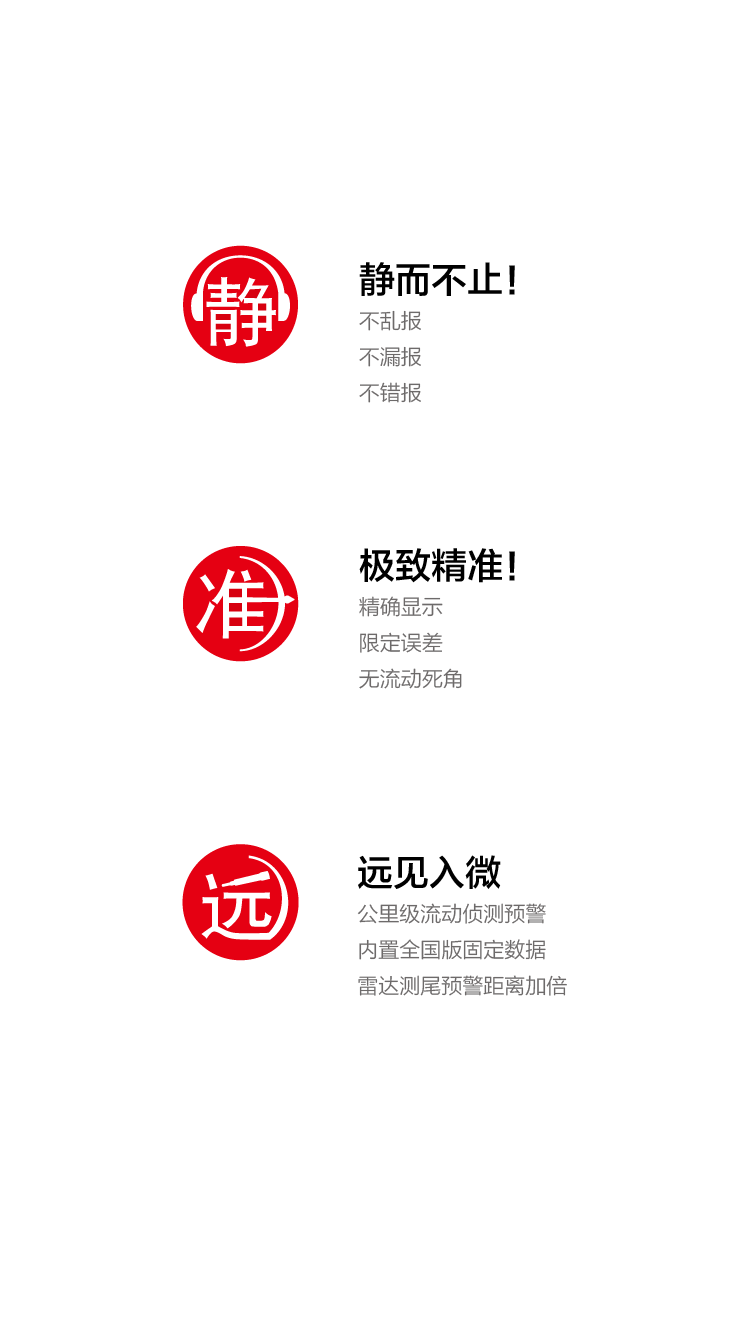 静
静而不止！
不乱报
不漏报
不错报
准
极致精准！
精确显示
限定误差
无流动死角
远
远见入微
公里级流动侦测预警
内置全国版固定数据
雷达测尾预警距离加倍